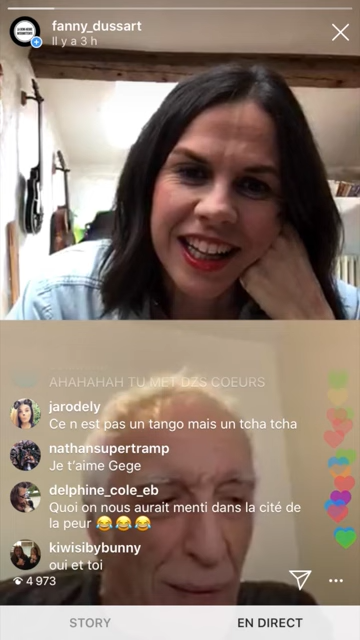 fanny_dussart
Il y a 3 h
AHAHAHAH TU MET DZS COEURS
jarodely
Ce n est pas un tango mais un tcha tcha
nathansupertramp
Je t'aime Gege
delphine_cole_eb
Quoi on nous aurait menti dans la cité de
la peur 😂😂😂
kiwisibybunny
oui et toi
4 973
STORY
EN DIRECT